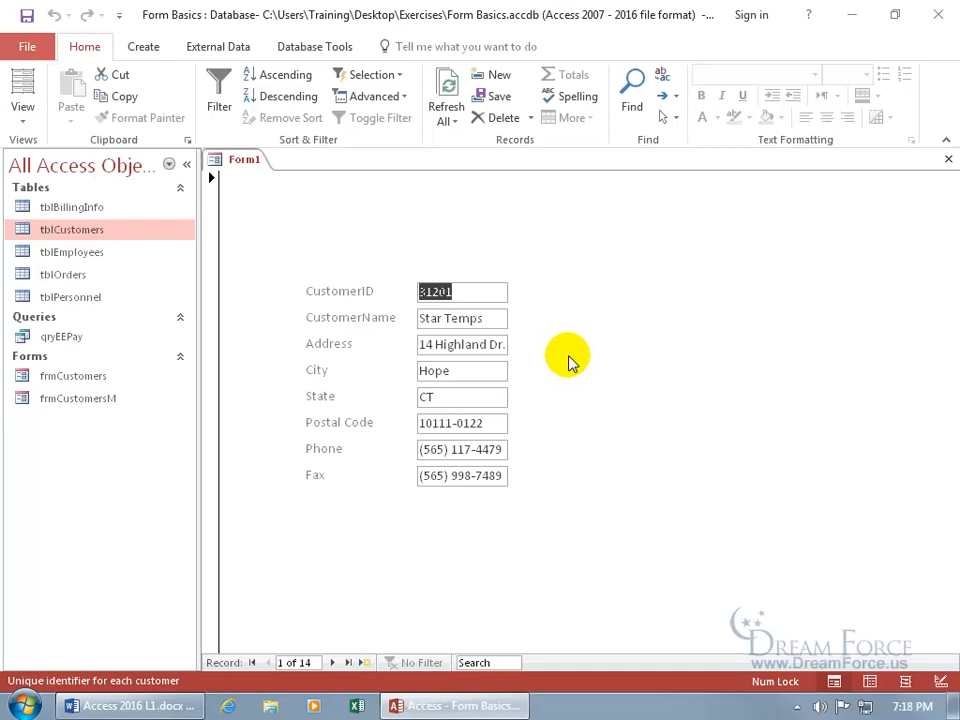 Form Basics : Database- C:\Users\Training\Desktop\Exercises\Form Basics.accdb (Access 2007 - 2016 file format) -... Sign in ?
File Home Create External Data Database Tools Tell me what you want to do
View
Views
Paste
Cut
Copy
Format Painter
Clipboard
Filter
Ascending
Descending
Remove Sort
Selection
Advanced
Toggle Filter
Sort & Filter
Refresh
All
New
Save
Delete
Totals
Spelling
More
Records
Find
Find
B I U
A
Text Formatting
All Access Obje...
Tables
tblBillingInfo
tblCustomers
tblEmployees
tblOrders
tblPersonnel
Queries
qryEEPay
Forms
frmCustomers
frmCustomersM
Form1
CustomerID 31201
CustomerName Star Temps
Address 14 Highland Dr.
City Hope
State CT
Postal Code 10111-0122
Phone (565) 117-4479
Fax (565) 998-7489
Record: 1 of 14 No Filter Search
DREAM FORCE
www.DreamForce.us
Unique identifier for each customer Num Lock
Access 2016 L1.docx ... Access - Form Basics... 7:18 PM